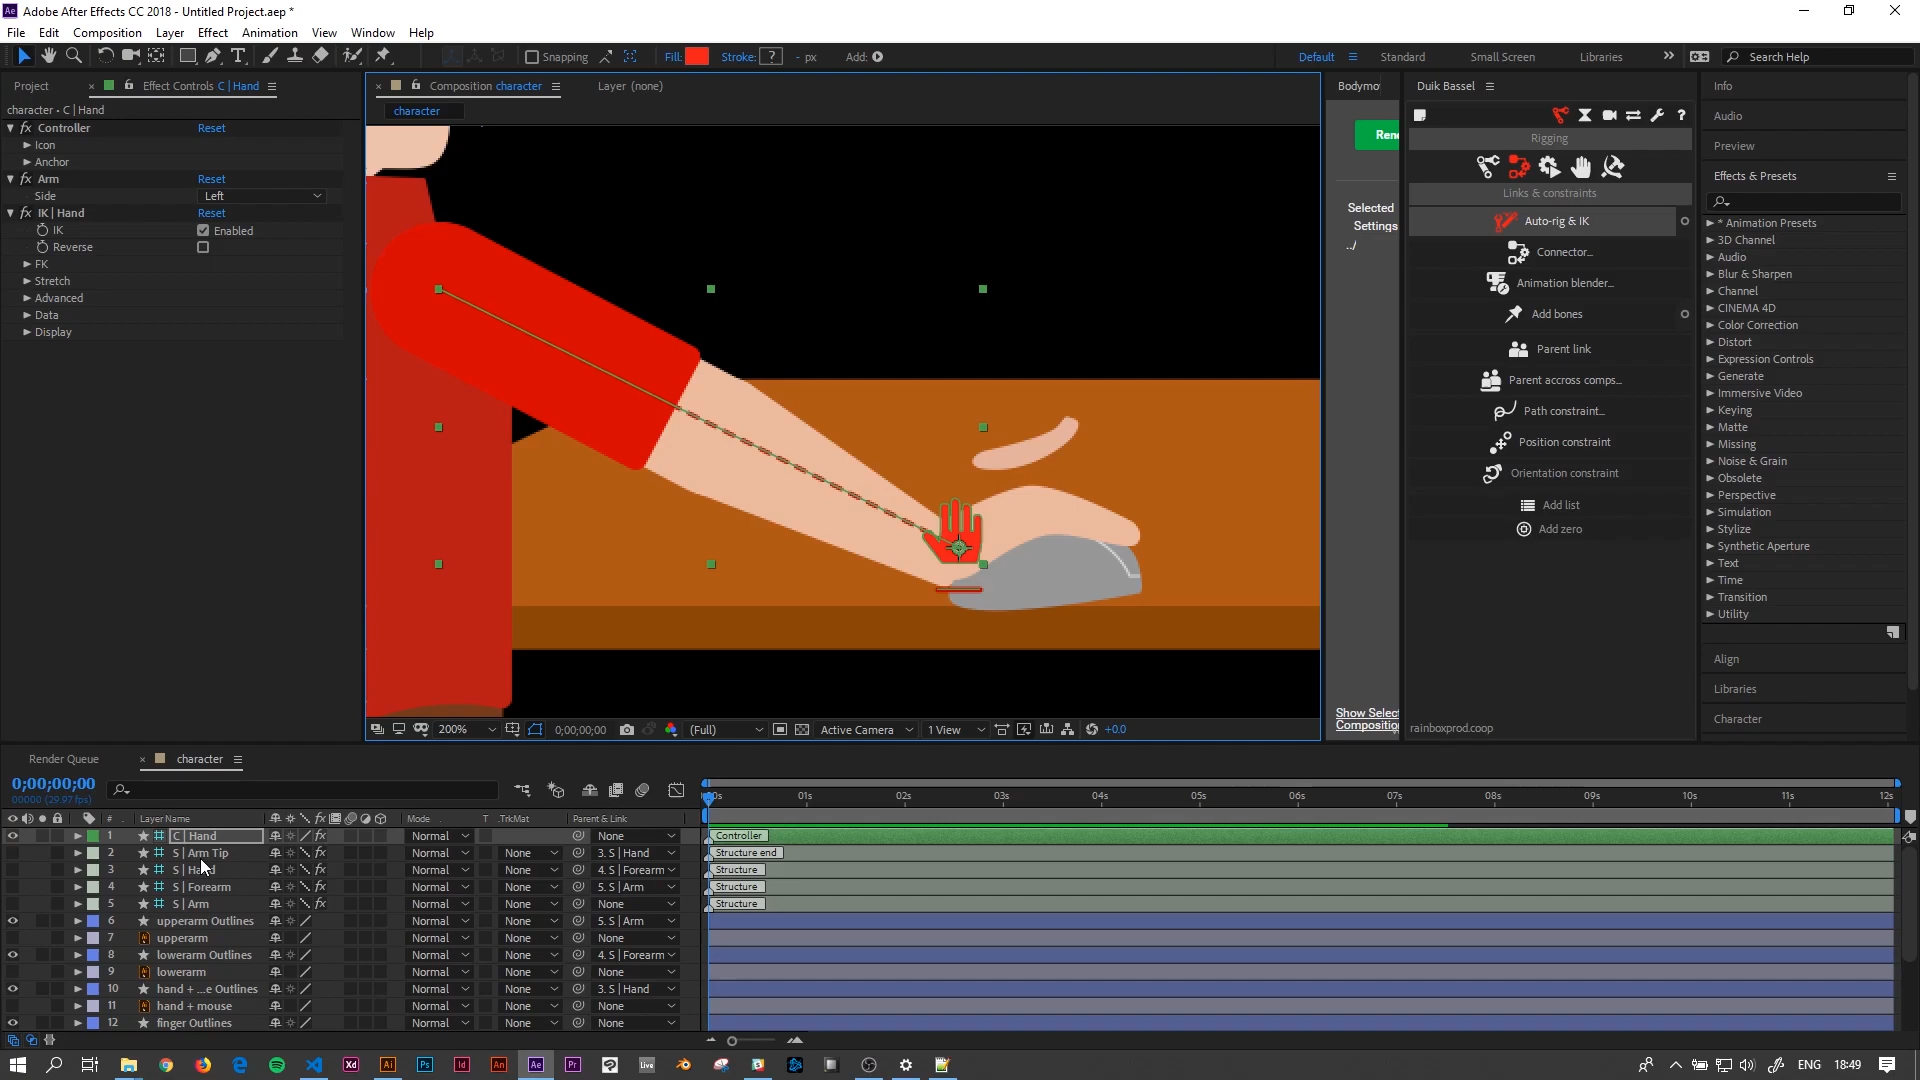 Adobe After Effects CC 2018 - Untitled Project.aep *
File Edit Composition Layer Effect Animation View Window Help
Snapping Fill: Stroke: ? - px Add: Default Standard Small Screen Libraries Search Help
Project Effect Controls C | Hand
character • C | Hand
fx Controller Reset
Icon
Anchor
fx Arm Reset
Side Left
fx IK | Hand Reset
IK Enabled
Reverse
FK
Stretch
Advanced
Data
Display
Composition character Layer (none)
character
200% 0;00;00;00 (Full) Active Camera 1 View +0.0
Bodymo
Ren
Selected
Settings
../
Show Selec
Compositio
Duik Bassel
Rigging
Links & constraints
Auto-rig & IK
Connector...
Animation blender...
Add bones
Parent link
Parent accross comps...
Path constraint...
Position constraint
Orientation constraint
Add list
Add zero
rainboxprod.coop
Info
Audio
Preview
Effects & Presets
* Animation Presets
3D Channel
Audio
Blur & Sharpen
Channel
CINEMA 4D
Color Correction
Distort
Expression Controls
Generate
Immersive Video
Keying
Matte
Missing
Noise & Grain
Obsolete
Perspective
Simulation
Stylize
Synthetic Aperture
Text
Time
Transition
Utility
Align
Libraries
Character
Render Queue character
0;00;00;00
00000 (29.97 fps)
00s 01s 02s 03s 04s 05s 06s 07s 08s 09s 10s 11s 12s
# Layer Name Mode T .TrkMat Parent & Link
1 C | Hand Normal None Controller
2 S | Arm Tip Normal None 3. S | Hand Structure end
3 S | Hand Normal None 4. S | Forearm Structure
4 S | Forearm Normal None 5. S | Arm Structure
5 S | Arm Normal None None Structure
6 upperarm Outlines Normal None 5. S | Arm
7 upperarm Normal None None
8 lowerarm Outlines Normal None 4. S | Forearm
9 lowerarm Normal None None
10 hand + ...e Outlines Normal None 3. S | Hand
11 hand + mouse Normal None None
12 finger Outlines Normal None None
Xd Ai Ps Id An Ae Pr live ENG 18:49